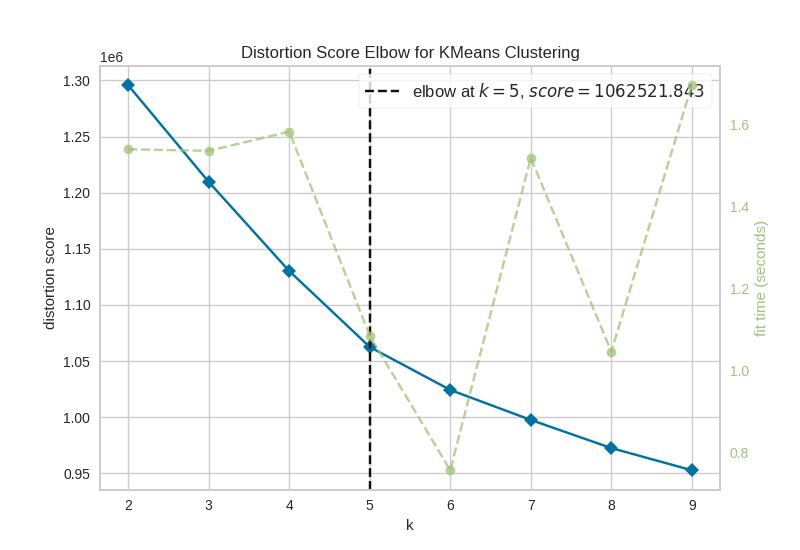 Distortion Score Elbow for KMeans Clustering
1e6
elbow at k = 5, score = 1062521.843
1.30
1.25
1.20
1.15
1.10
1.05
1.00
0.95
distortion score
1.6
1.4
1.2
1.0
0.8
fit time (seconds)
2 3 4 5 6 7 8 9
k